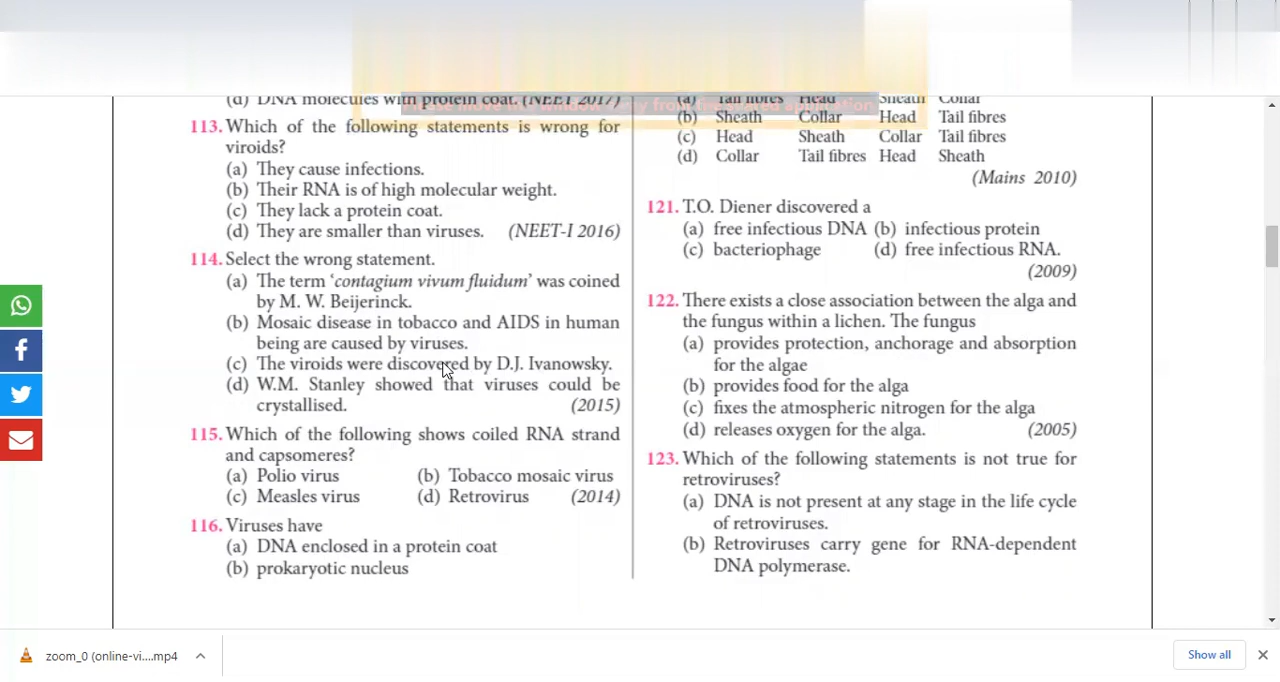 (d) DNA molecules with protein coat. (NEET 2017)
113. Which of the following statements is wrong for
viroids?
(a) They cause infections.
(b) Their RNA is of high molecular weight.
(c) They lack a protein coat.
(d) They are smaller than viruses. (NEET-I 2016)
114. Select the wrong statement.
(a) The term ‘contagium vivum fluidum’ was coined
by M. W. Beijerinck.
(b) Mosaic disease in tobacco and AIDS in human
being are caused by viruses.
(c) The viroids were discovered by D.J. Ivanowsky.
(d) W.M. Stanley showed that viruses could be
crystallised. (2015)
115. Which of the following shows coiled RNA strand
and capsomeres?
(a) Polio virus (b) Tobacco mosaic virus
(c) Measles virus (d) Retrovirus (2014)
116. Viruses have
(a) DNA enclosed in a protein coat
(b) prokaryotic nucleus
(a) Tail fibres Head Sheath Collar
(b) Sheath Collar Head Tail fibres
(c) Head Sheath Collar Tail fibres
(d) Collar Tail fibres Head Sheath
(Mains 2010)
121. T.O. Diener discovered a
(a) free infectious DNA (b) infectious protein
(c) bacteriophage (d) free infectious RNA.
(2009)
122. There exists a close association between the alga and
the fungus within a lichen. The fungus
(a) provides protection, anchorage and absorption
for the algae
(b) provides food for the alga
(c) fixes the atmospheric nitrogen for the alga
(d) releases oxygen for the alga. (2005)
123. Which of the following statements is not true for
retroviruses?
(a) DNA is not present at any stage in the life cycle
of retroviruses.
(b) Retroviruses carry gene for RNA-dependent
DNA polymerase.
zoom_0 (online-vi....mp4
Show all